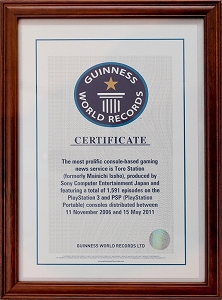 GUINNESS
WORLD RECORDS
CERTIFICATE
The most prolific console-based gaming
news service is Toro Station
(formerly Mainichi Issho), produced by
Sony Computer Entertainment Japan and
featuring a total of 1,591 episodes on the
PlayStation 3 and PSP (PlayStation
Portable) consoles distributed between
11 November 2006 and 15 May 2011
GUINNESS WORLD RECORDS LTD